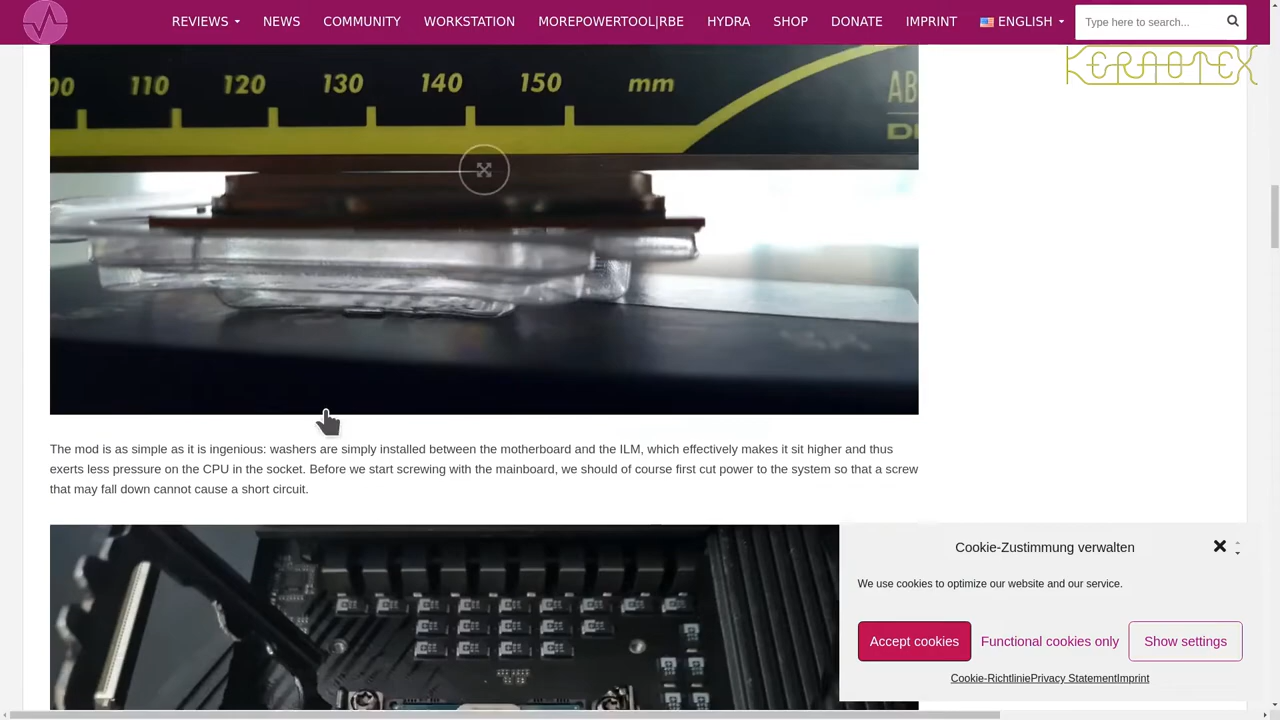 REVIEWS NEWS COMMUNITY WORKSTATION MOREPOWERTOOL|RBE HYDRA SHOP DONATE IMPRINT ENGLISH Type here to search...
110 120 130 140 150 mm
AB
The mod is as simple as it is ingenious: washers are simply installed between the motherboard and the ILM, which effectively makes it sit higher and thus
exerts less pressure on the CPU in the socket. Before we start screwing with the mainboard, we should of course first cut power to the system so that a screw
that may fall down cannot cause a short circuit.
Cookie-Zustimmung verwalten
We use cookies to optimize our website and our service.
Accept cookies Functional cookies only Show settings
Cookie-RichtliniePrivacy StatementImprint